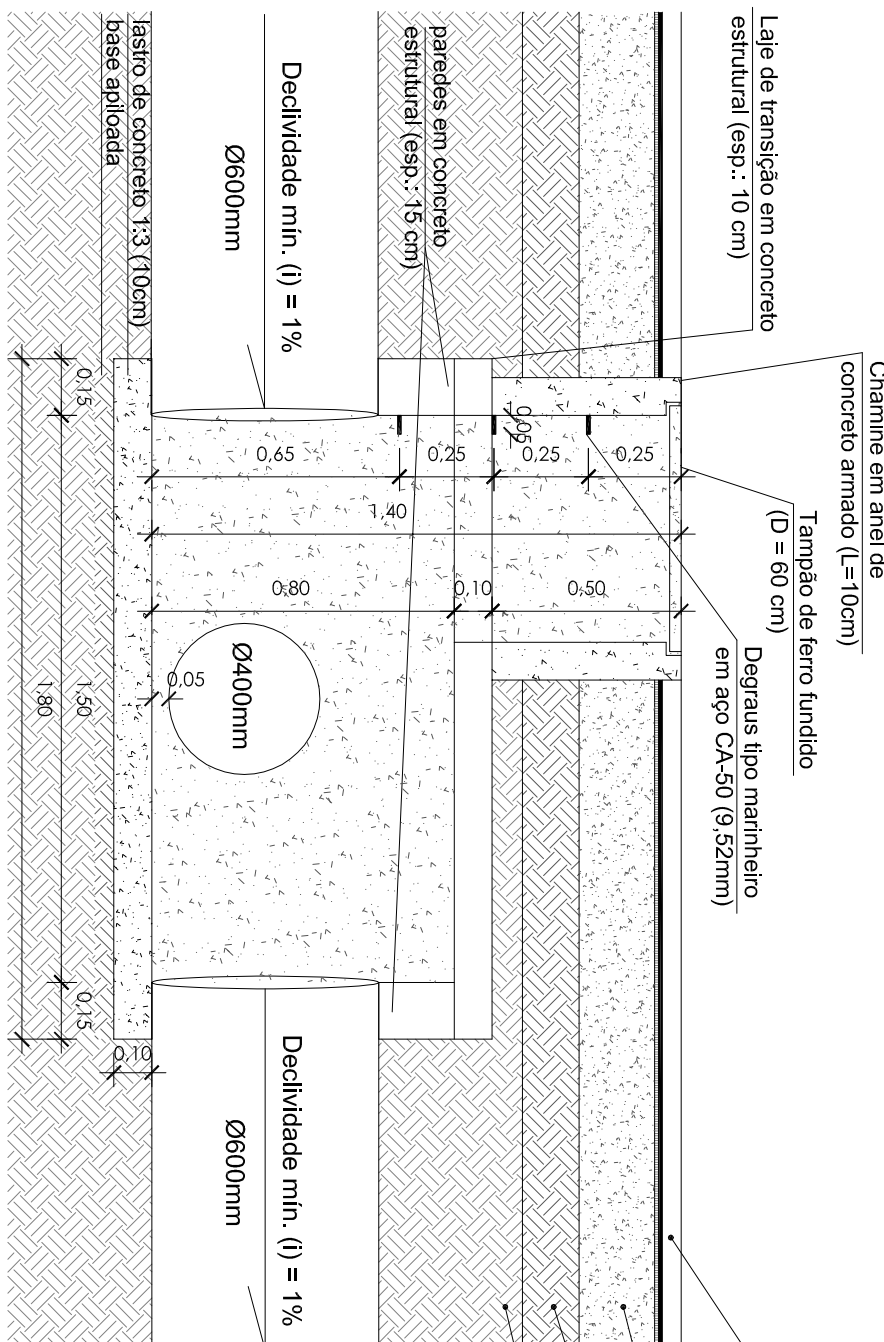 Chaminé em anel de
concreto armado (L=10cm)
Tampão de ferro fundido
(D = 60 cm)
Degraus tipo marinheiro
em aço CA-50 (9,52mm)
Laje de transição em concreto
estrutural (esp.: 10 cm)
paredes em concreto
estrutural (esp.: 15 cm)
Declividade mín. (i) = 1%
Ø600mm
lastro de concreto 1:3 (10cm)
base apiloada
0,05
0,65
0,25
0,25
0,25
1,40
0,80
0,10
0,50
Ø400mm
0,05
Declividade mín. (i) = 1%
Ø600mm
0,15
1,50
0,15
1,80
0,10